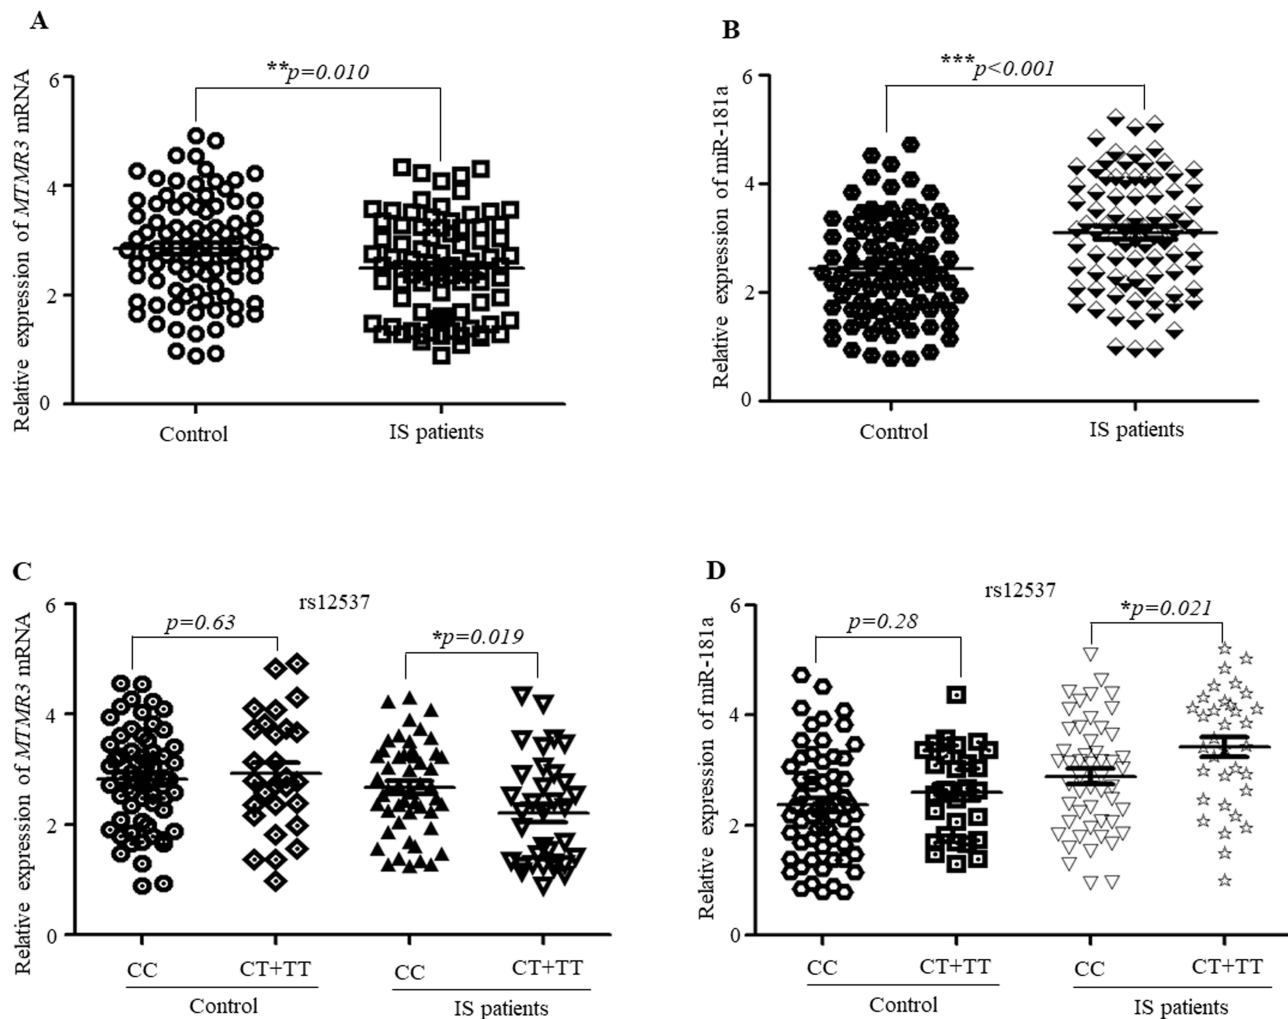 A
**p=0.010
Relative expression of MTMR3 mRNA
6
4
2
0
Control
IS patients
B
***p<0.001
Relative expression of miR-181a
6
4
2
0
Control
IS patients
C
rs12537
p=0.63
*p=0.019
Relative expression of MTMR3 mRNA
6
4
2
0
CC
CT+TT
CC
CT+TT
Control
IS patients
D
rs12537
p=0.28
*p=0.021
Relative expression of miR-181a
6
4
2
0
CC
CT+TT
CC
CT+TT
Control
IS patients